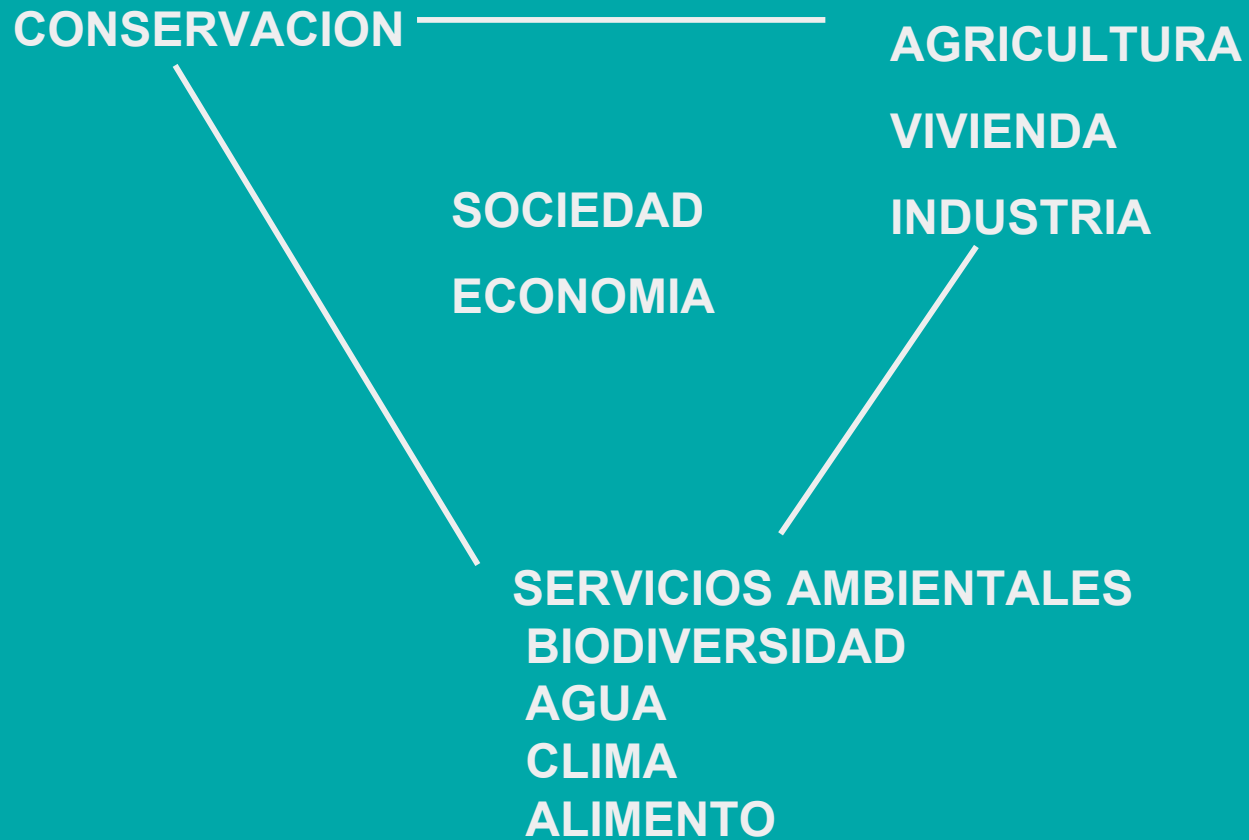 CONSERVACION
AGRICULTURA
VIVIENDA
INDUSTRIA
SOCIEDAD
ECONOMIA
SERVICIOS AMBIENTALES
BIODIVERSIDAD
AGUA
CLIMA
ALIMENTO